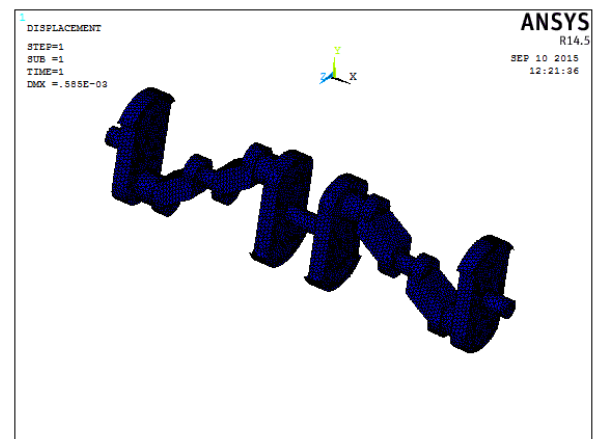 1
DISPLACEMENT
STEP=1
SUB =1
TIME=1
DMX =.585E-03
ANSYS
R14.5
SEP 10 2015
12:21:36
Y
Z
X